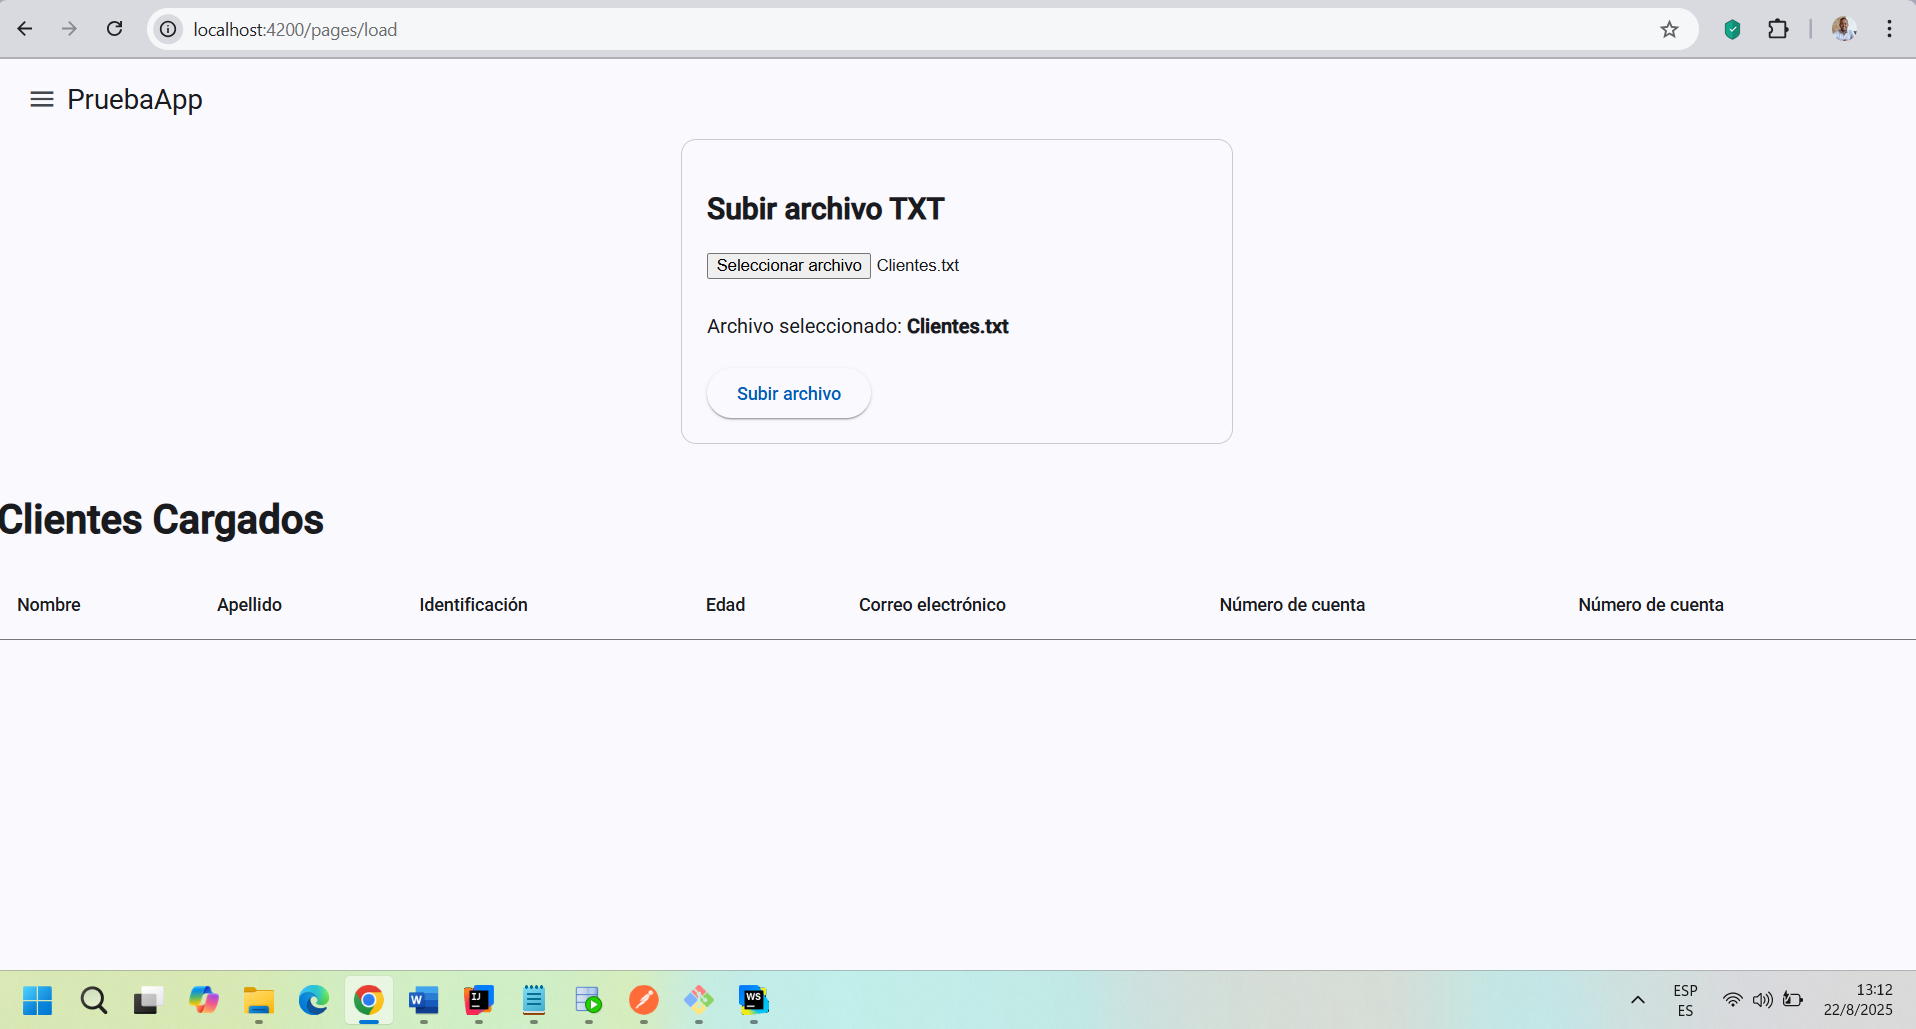 localhost:4200/pages/load
PruebaApp
Subir archivo TXT
Seleccionar archivo Clientes.txt
Archivo seleccionado: Clientes.txt
Subir archivo
Clientes Cargados
Nombre Apellido Identificación Edad Correo electrónico Número de cuenta Número de cuenta
W IJ WS
ESP
ES
13:12
22/8/2025